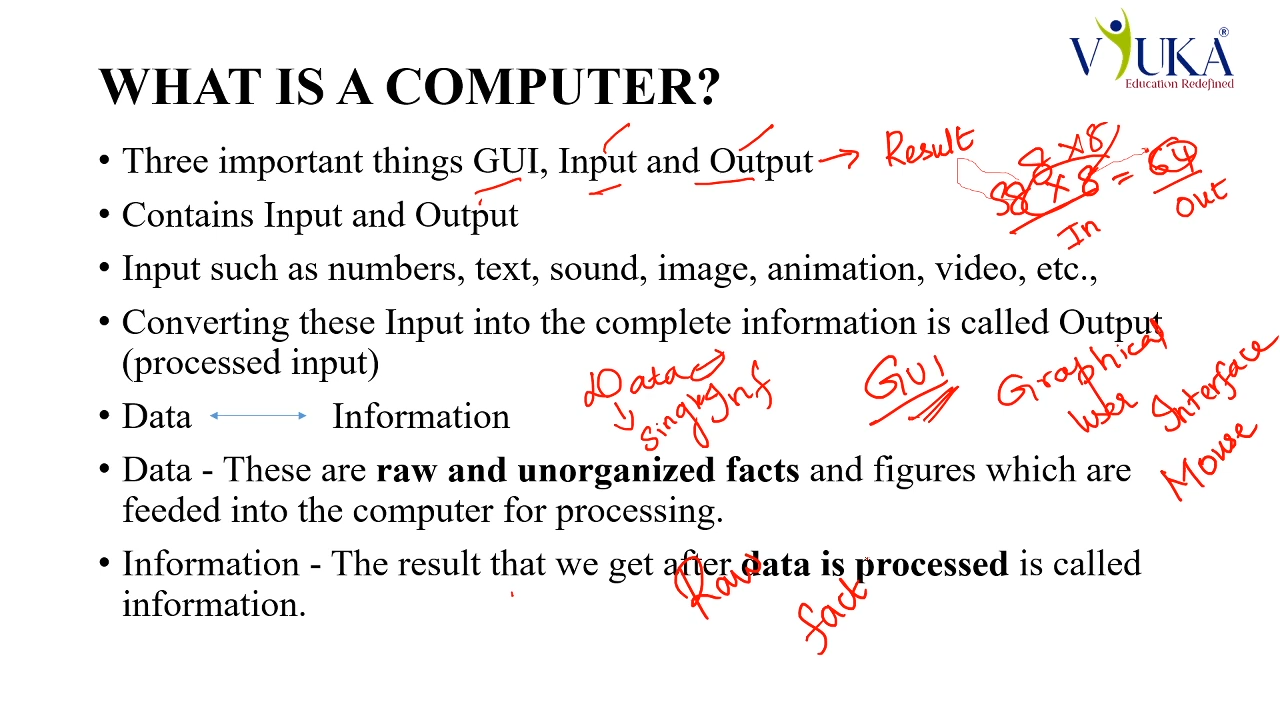 VIUKA®
Education Redefined
WHAT IS A COMPUTER?
• Three important things GUI, Input and Output → Result
8 x 8
38 x 8 = 64
In
Out
• Contains Input and Output
• Input such as numbers, text, sound, image, animation, video, etc.,
• Converting these Input into the complete information is called Output
(processed input)
Data
Inf
GUI
Graphical
User
Interface
Mouse
• Data ↔ Information
• Data - These are raw and unorganized facts and figures which are
feeded into the computer for processing.
• Information - The result that we get after data is processed is called
information.
Raw
fact